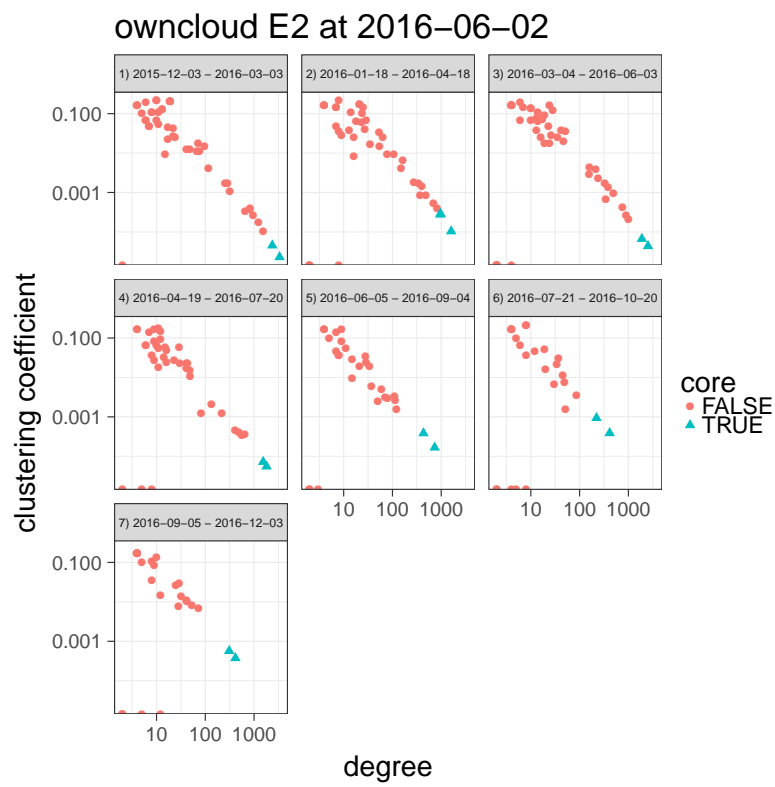 owncloud E2 at 2016−06−02
1) 2015−12−03 − 2016−03−03
2) 2016−01−18 − 2016−04−18
3) 2016−03−04 − 2016−06−03
0.100
0.001
4) 2016−04−19 − 2016−07−20
5) 2016−06−05 − 2016−09−04
6) 2016−07−21 − 2016−10−20
0.100
0.001
10 100 1000
10 100 1000
7) 2016−09−05 − 2016−12−03
0.100
0.001
10 100 1000
degree
clustering coefficient
core
FALSE
TRUE